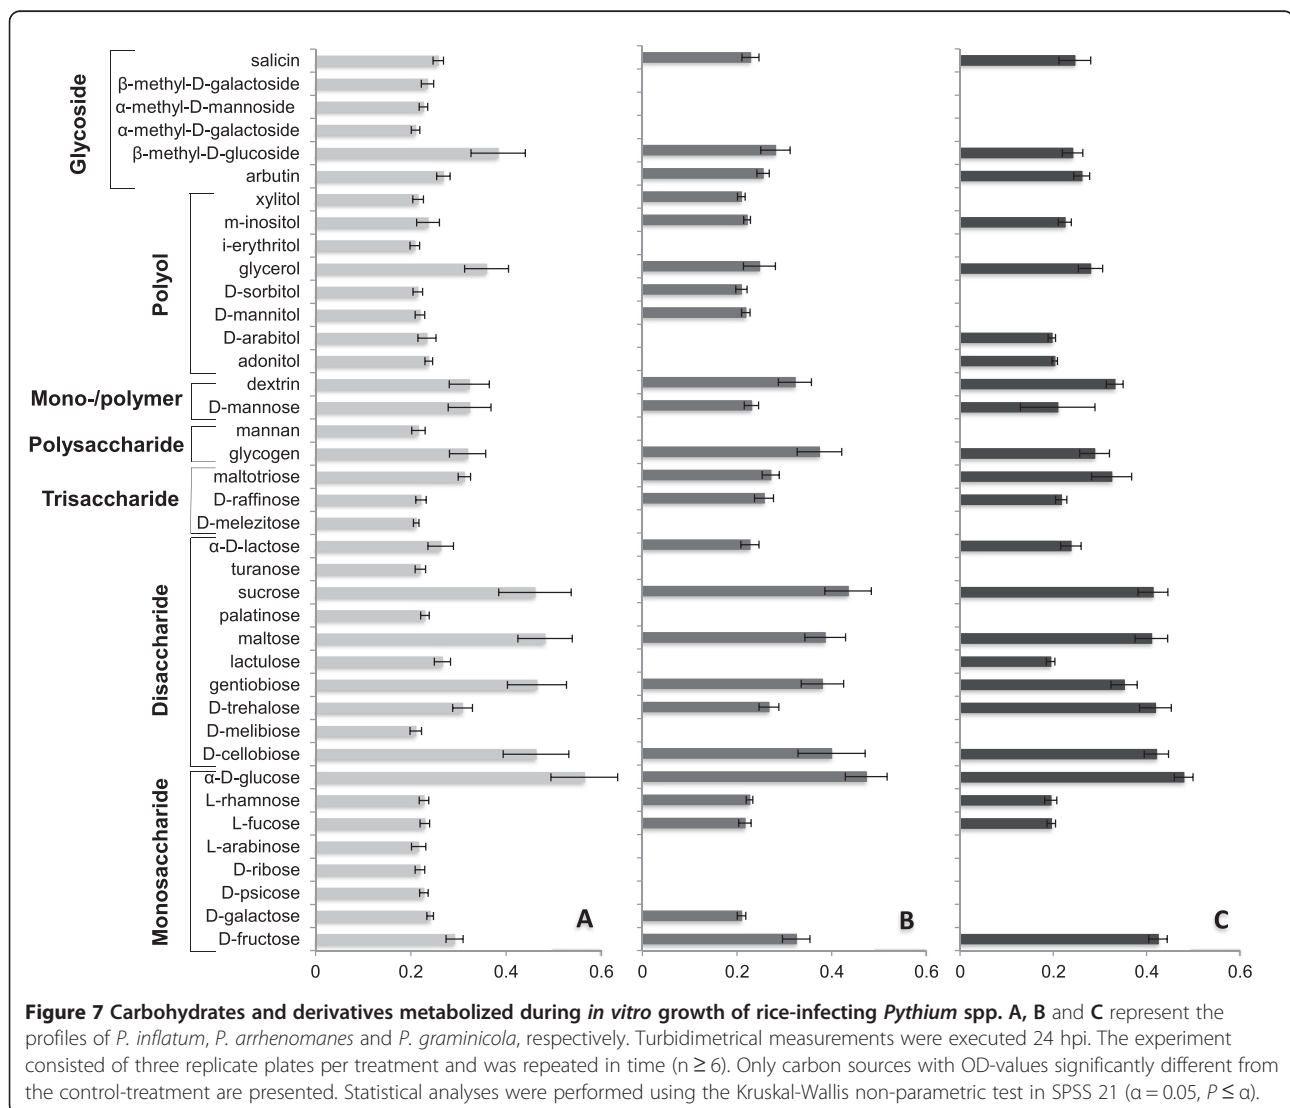 Glycoside
salicin
β-methyl-D-galactoside
α-methyl-D-mannoside
α-methyl-D-galactoside
β-methyl-D-glucoside
arbutin
Polyol
xylitol
m-inositol
i-erythritol
glycerol
D-sorbitol
D-mannitol
D-arabitol
adonitol
Mono-/polymer
dextrin
D-mannose
Polysaccharide
mannan
glycogen
Trisaccharide
maltotriose
D-raffinose
D-melezitose
Disaccharide
α-D-lactose
turanose
sucrose
palatinose
maltose
lactulose
gentiobiose
D-trehalose
D-melibiose
D-cellobiose
Monosaccharide
α-D-glucose
L-rhamnose
L-fucose
L-arabinose
D-ribose
D-psicose
D-galactose
D-fructose
A B C
0 0.2 0.4 0.6 0 0.2 0.4 0.6 0 0.2 0.4 0.6
Figure 7 Carbohydrates and derivatives metabolized during in vitro growth of rice-infecting Pythium spp. A, B and C represent the
profiles of P. inflatum, P. arrhenomanes and P. graminicola, respectively. Turbidimetrical measurements were executed 24 hpi. The experiment
consisted of three replicate plates per treatment and was repeated in time (n ≥ 6). Only carbon sources with OD-values significantly different from
the control-treatment are presented. Statistical analyses were performed using the Kruskal-Wallis non-parametric test in SPSS 21 (α = 0.05, P ≤ α).